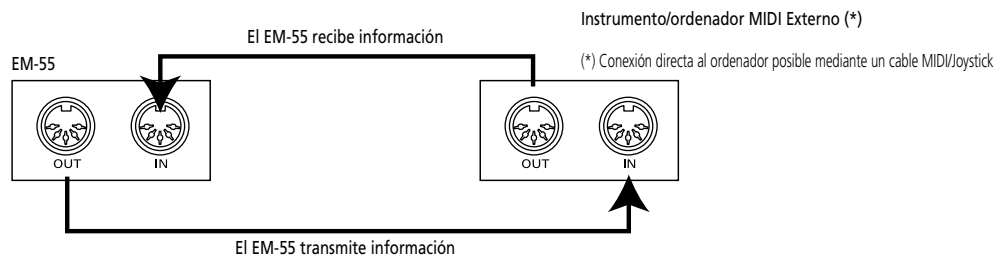 Instrumento/ordenador MIDI Externo (*)
El EM-55 recibe información
(*) Conexión directa al ordenador posible mediante un cable MIDI/Joystick
EM-55
OUT
IN
OUT
IN
El EM-55 transmite información